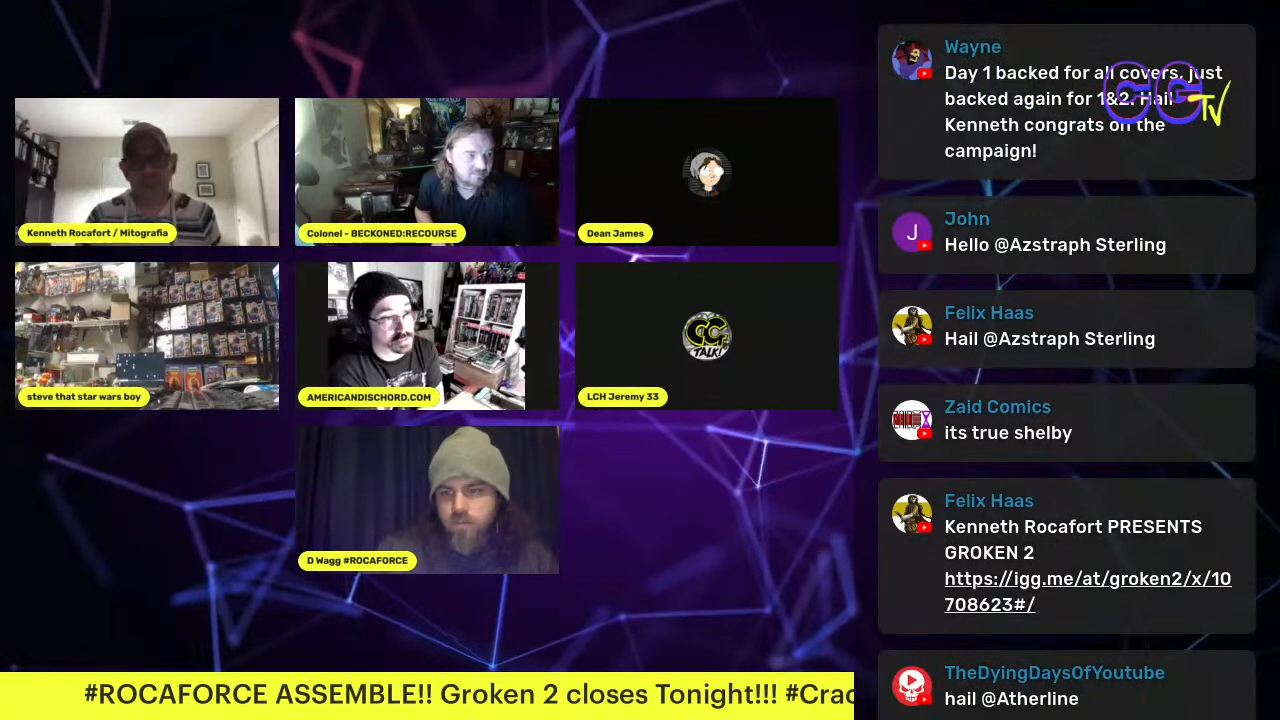 Kenneth Rocafort / Mitografia
Colonel - BECKONED:RECOURSE
Dean James
steve that star wars boy
AMERICANDISCHORD.COM
GG
TALK!
LCH Jeremy 33
D Wagg #ROCAFORCE
#ROCAFORCE ASSEMBLE!! Groken 2 closes Tonight!!! #Crac
GGTV
Wayne
Day 1 backed for all covers, just
backed again for 1&2. Hail
Kenneth congrats on the
campaign!
J
John
Hello @Azstraph Sterling
Felix Haas
Hail @Azstraph Sterling
ZAID
Zaid Comics
its true shelby
Felix Haas
Kenneth Rocafort PRESENTS
GROKEN 2
https://igg.me/at/groken2/x/10
708623#/
TheDyingDaysOfYoutube
hail @Atherline